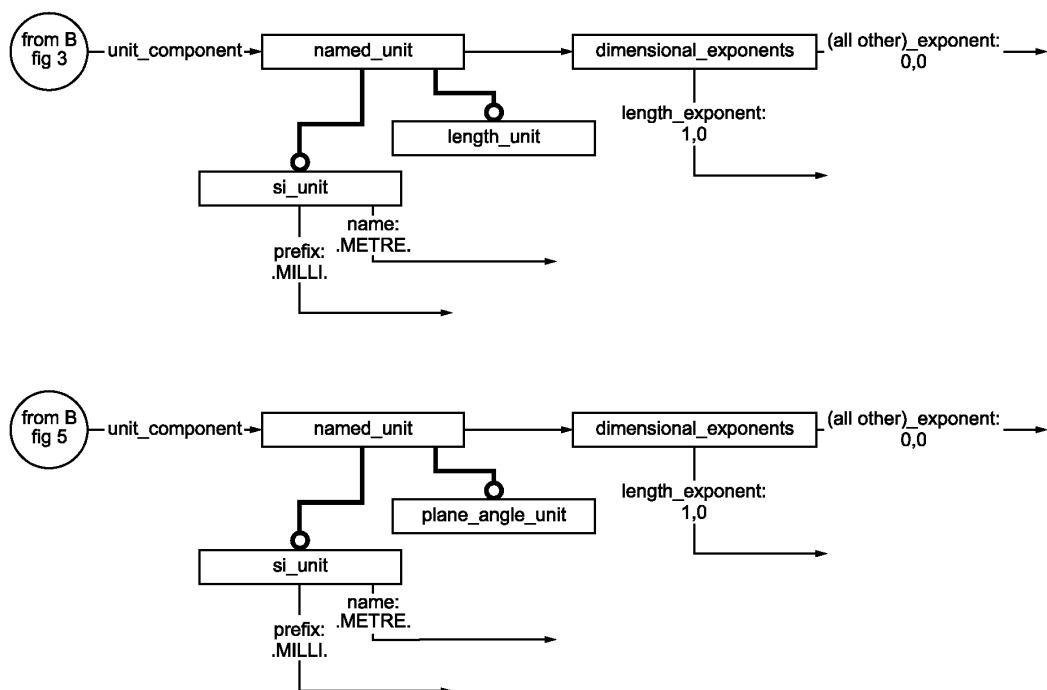 from B
fig 3
unit_component
named_unit
dimensional_exponents
(all other)_exponent:
0,0
length_exponent:
1,0
length_unit
si_unit
name:
.METRE.
prefix:
.MILLI.
from B
fig 5
unit_component
named_unit
dimensional_exponents
(all other)_exponent:
0,0
length_exponent:
1,0
plane_angle_unit
si_unit
name:
.METRE.
prefix:
.MILLI.